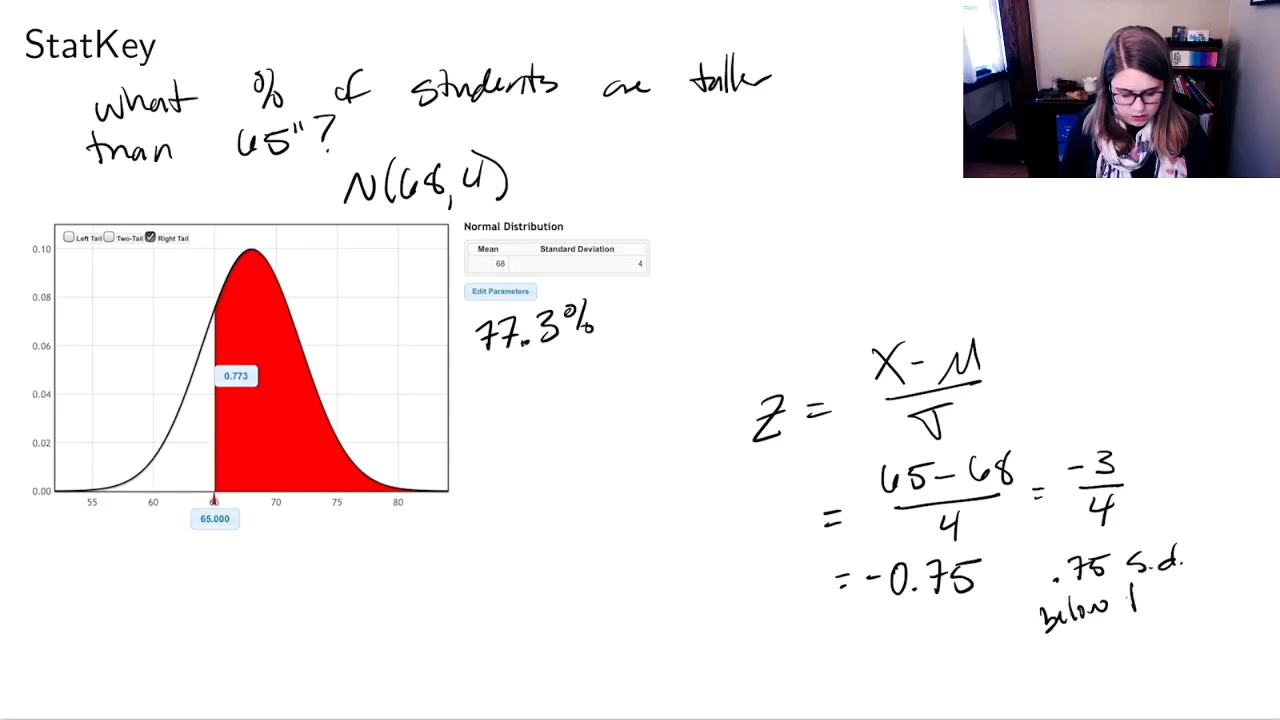 StatKey
what % of students are taller
than 65"?
N(68,4)
Left Tail Two-Tail Right Tail
0.10
0.08
0.06
0.04
0.02
0.00
0.773
55 60 65 70 75 80
65.000
Normal Distribution
Mean Standard Deviation
68 4
Edit Parameters
77.3%
Z = X - μ / σ
= 65 - 68 / 4 = -3 / 4
= -0.75 .75 s.d.
below